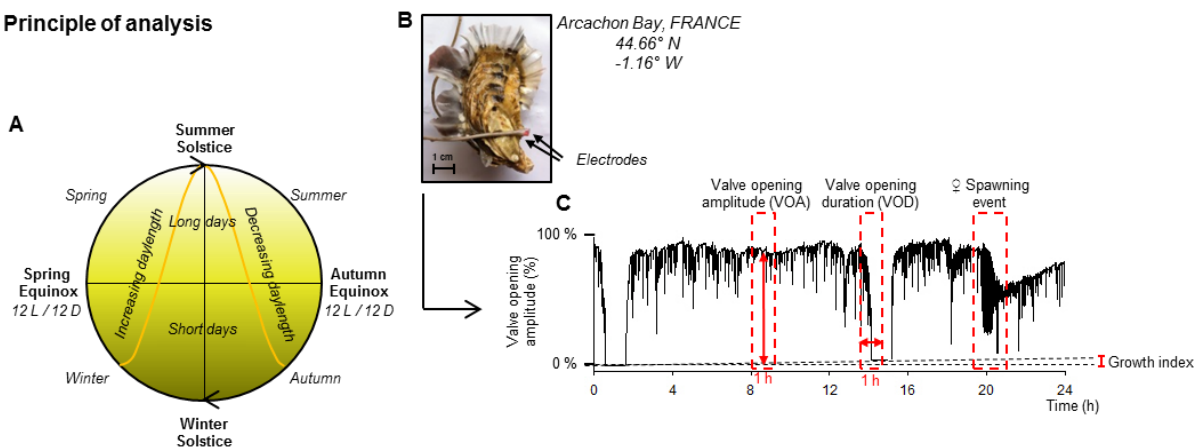 Principle of analysis
A
Summer
Solstice
Spring
Summer
Long days
Increasing daylength
Decreasing daylength
Spring
Equinox
12 L / 12 D
Autumn
Equinox
12 L / 12 D
Short days
Winter
Autumn
Winter
Solstice
B
Arcachon Bay, FRANCE
44.66° N
-1.16° W
1 cm
Electrodes
C
Valve opening
amplitude (VOA)
Valve opening
duration (VOD)
♀ Spawning
event
100 %
Valve opening
amplitude (%)
0 %
1 h
1 h
Growth index
0
4
8
12
16
20
24
Time (h)